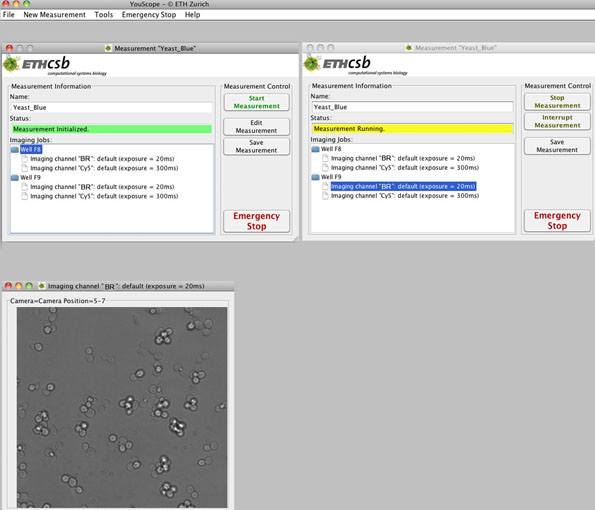 YouScope - © ETH Zurich
File New Measurement Tools Emergency Stop Help
Measurement "Yeast_Blue"
ETHcsb
computational systems biology
Measurement Information
Name:
Yeast_Blue
Status:
Measurement Initialized.
Imaging Jobs:
Well F8
Imaging channel "BR": default (exposure = 20ms)
Imaging channel "Cy5": default (exposure = 300ms)
Well F9
Imaging channel "BR": default (exposure = 20ms)
Imaging channel "Cy5": default (exposure = 300ms)
Measurement Control
Start
Measurement
Edit
Measurement
Save
Measurement
Emergency
Stop
Measurement "Yeast_Blue"
ETHcsb
computational systems biology
Measurement Information
Name:
Yeast_Blue
Status:
Measurement Running.
Imaging Jobs:
Well F8
Imaging channel "BR": default (exposure = 20ms)
Imaging channel "Cy5": default (exposure = 300ms)
Well F9
Imaging channel "BR": default (exposure = 20ms)
Imaging channel "Cy5": default (exposure = 300ms)
Measurement Control
Stop
Measurement
Interrupt
Measurement
Save
Measurement
Emergency
Stop
Imaging channel "BR": default (exposure = 20ms)
Camera=Camera Position=5-7